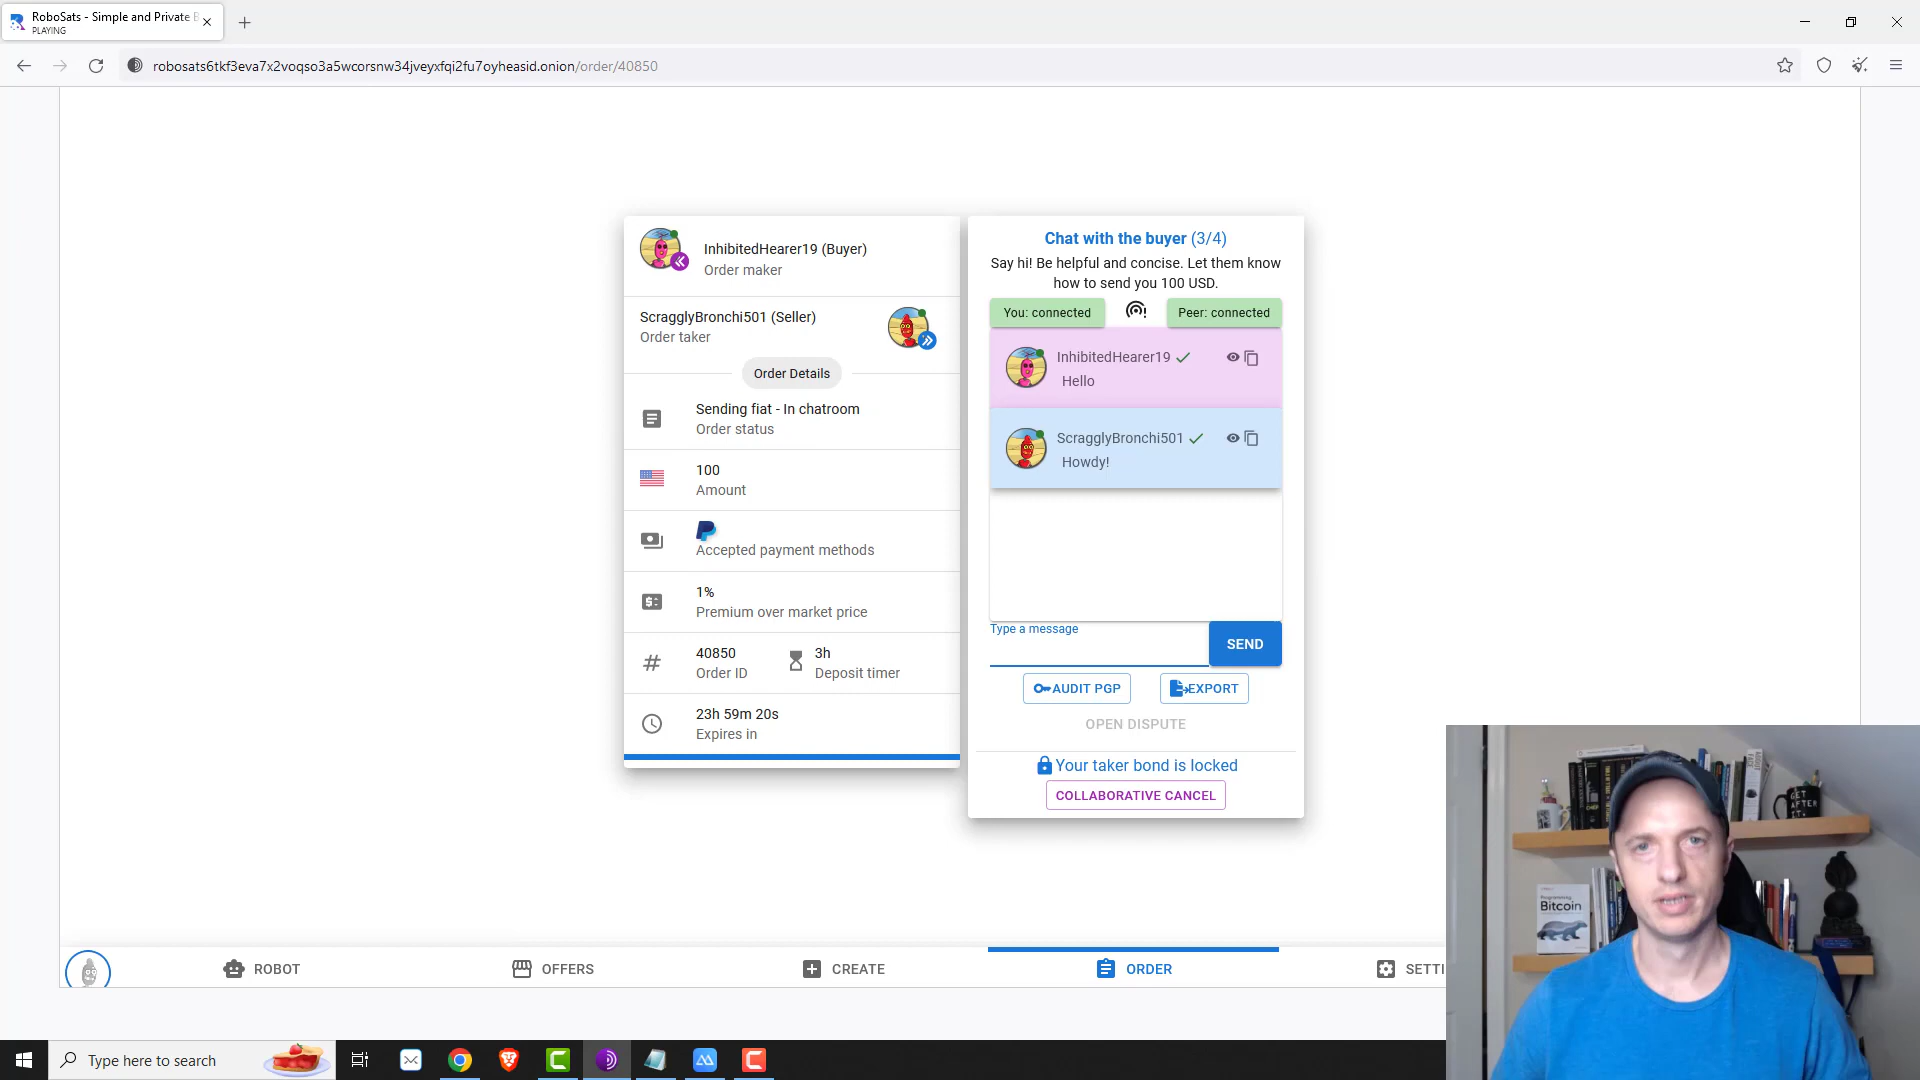 RoboSats - Simple and Private B
PLAYING
robosats6tkf3eva7x2voqso3a5wcorsnw34jveyxfqi2fu7oyheasid.onion/order/40850
InhibitedHearer19 (Buyer)
Order maker
ScragglyBronchi501 (Seller)
Order taker
Order Details
Sending fiat - In chatroom
Order status
100
Amount
Accepted payment methods
1%
Premium over market price
40850
Order ID
3h
Deposit timer
23h 59m 20s
Expires in
Chat with the buyer (3/4)
Say hi! Be helpful and concise. Let them know
how to send you 100 USD.
You: connected
Peer: connected
InhibitedHearer19
Hello
ScragglyBronchi501
Howdy!
Type a message
SEND
AUDIT PGP
EXPORT
OPEN DISPUTE
Your taker bond is locked
COLLABORATIVE CANCEL
ROBOT
OFFERS
CREATE
ORDER
SETTI
GET
AFTER
IT.
Programming
Bitcoin
Type here to search